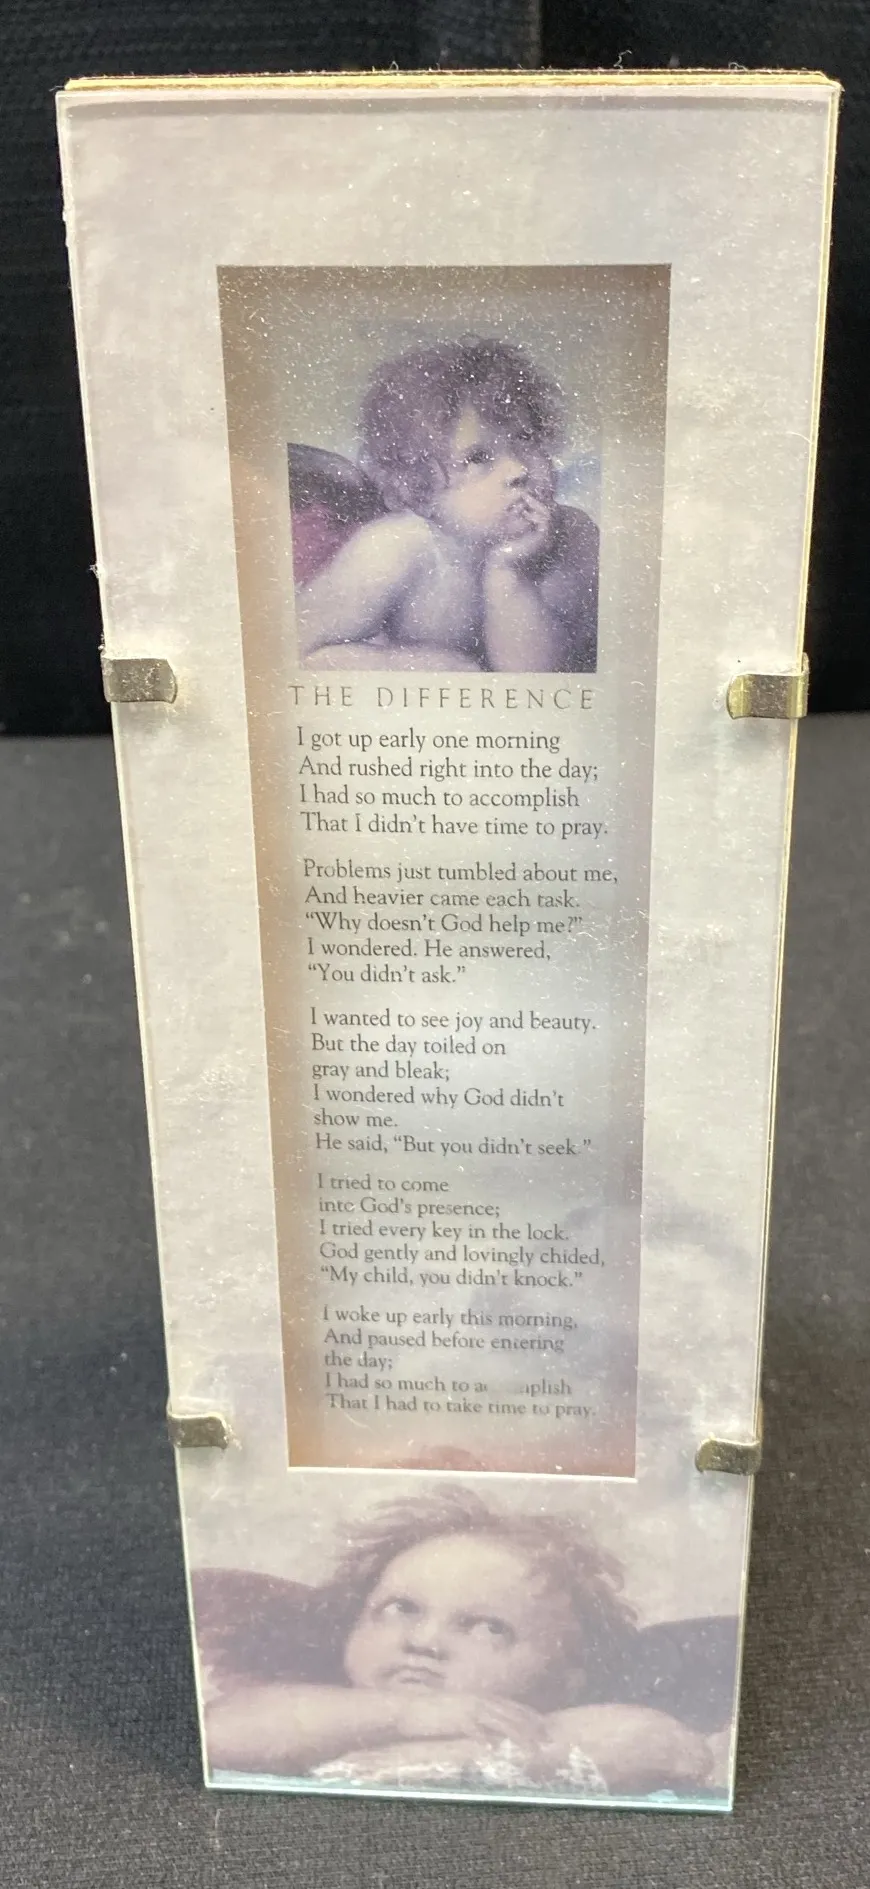 THE DIFFERENCE
I got up early one morning
And rushed right into the day;
I had so much to accomplish
That I didn't have time to pray.
Problems just tumbled about me,
And heavier came each task.
“Why doesn't God help me?”
I wondered. He answered,
“You didn't ask.”
I wanted to see joy and beauty.
But the day toiled on
gray and bleak;
I wondered why God didn't
show me.
He said, “But you didn't seek.”
I tried to come
into God's presence;
I tried every key in the lock.
God gently and lovingly chided,
“My child, you didn't knock.”
I woke up early this morning,
And paused before entering
the day;
I had so much to
That I had to take time to pray.